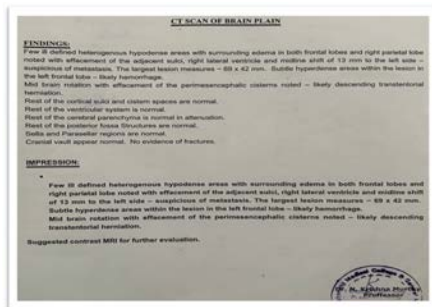 CT SCAN OF BRAIN PLAIN
FINDINGS:
Few ill defined heterogenous hypodense areas with surrounding edema in both frontal lobes and right parietal lobe
noted with effacement of the adjacent sulci, right lateral ventricle and midline shift of 13 mm to the left side –
suspicious of metastasis. The largest lesion measures – 69 x 42 mm. Subtle hyperdense areas within the lesion in
the left frontal lobe – likely hemorrhage.
Mid brain rotation with effacement of the perimesencephalic cisterns noted – likely descending transtentorial
herniation.
Rest of the cortical sulci and cistern spaces are normal.
Rest of the ventricular system is normal.
Rest of the cerebral parenchyma is normal in attenuation.
Rest of the posterior fossa Structures are normal.
Sella and Parasellar regions are normal.
Cranial vault appear normal. No evidence of fractures.
IMPRESSION:
Few ill defined heterogenous hypodense areas with surrounding edema in both frontal lobes and
right parietal lobe noted with effacement of the adjacent sulci, right lateral ventricle and midline shift
of 13 mm to the left side – suspicious of metastasis. The largest lesion measures – 69 x 42 mm.
Subtle hyperdense areas within the lesion in the left frontal lobe – likely hemorrhage.
Mid brain rotation with effacement of the perimesencephalic cisterns noted – likely descending
transtentorial herniation.
Suggested contrast MRI for further evaluation.
Medical College &
Professor